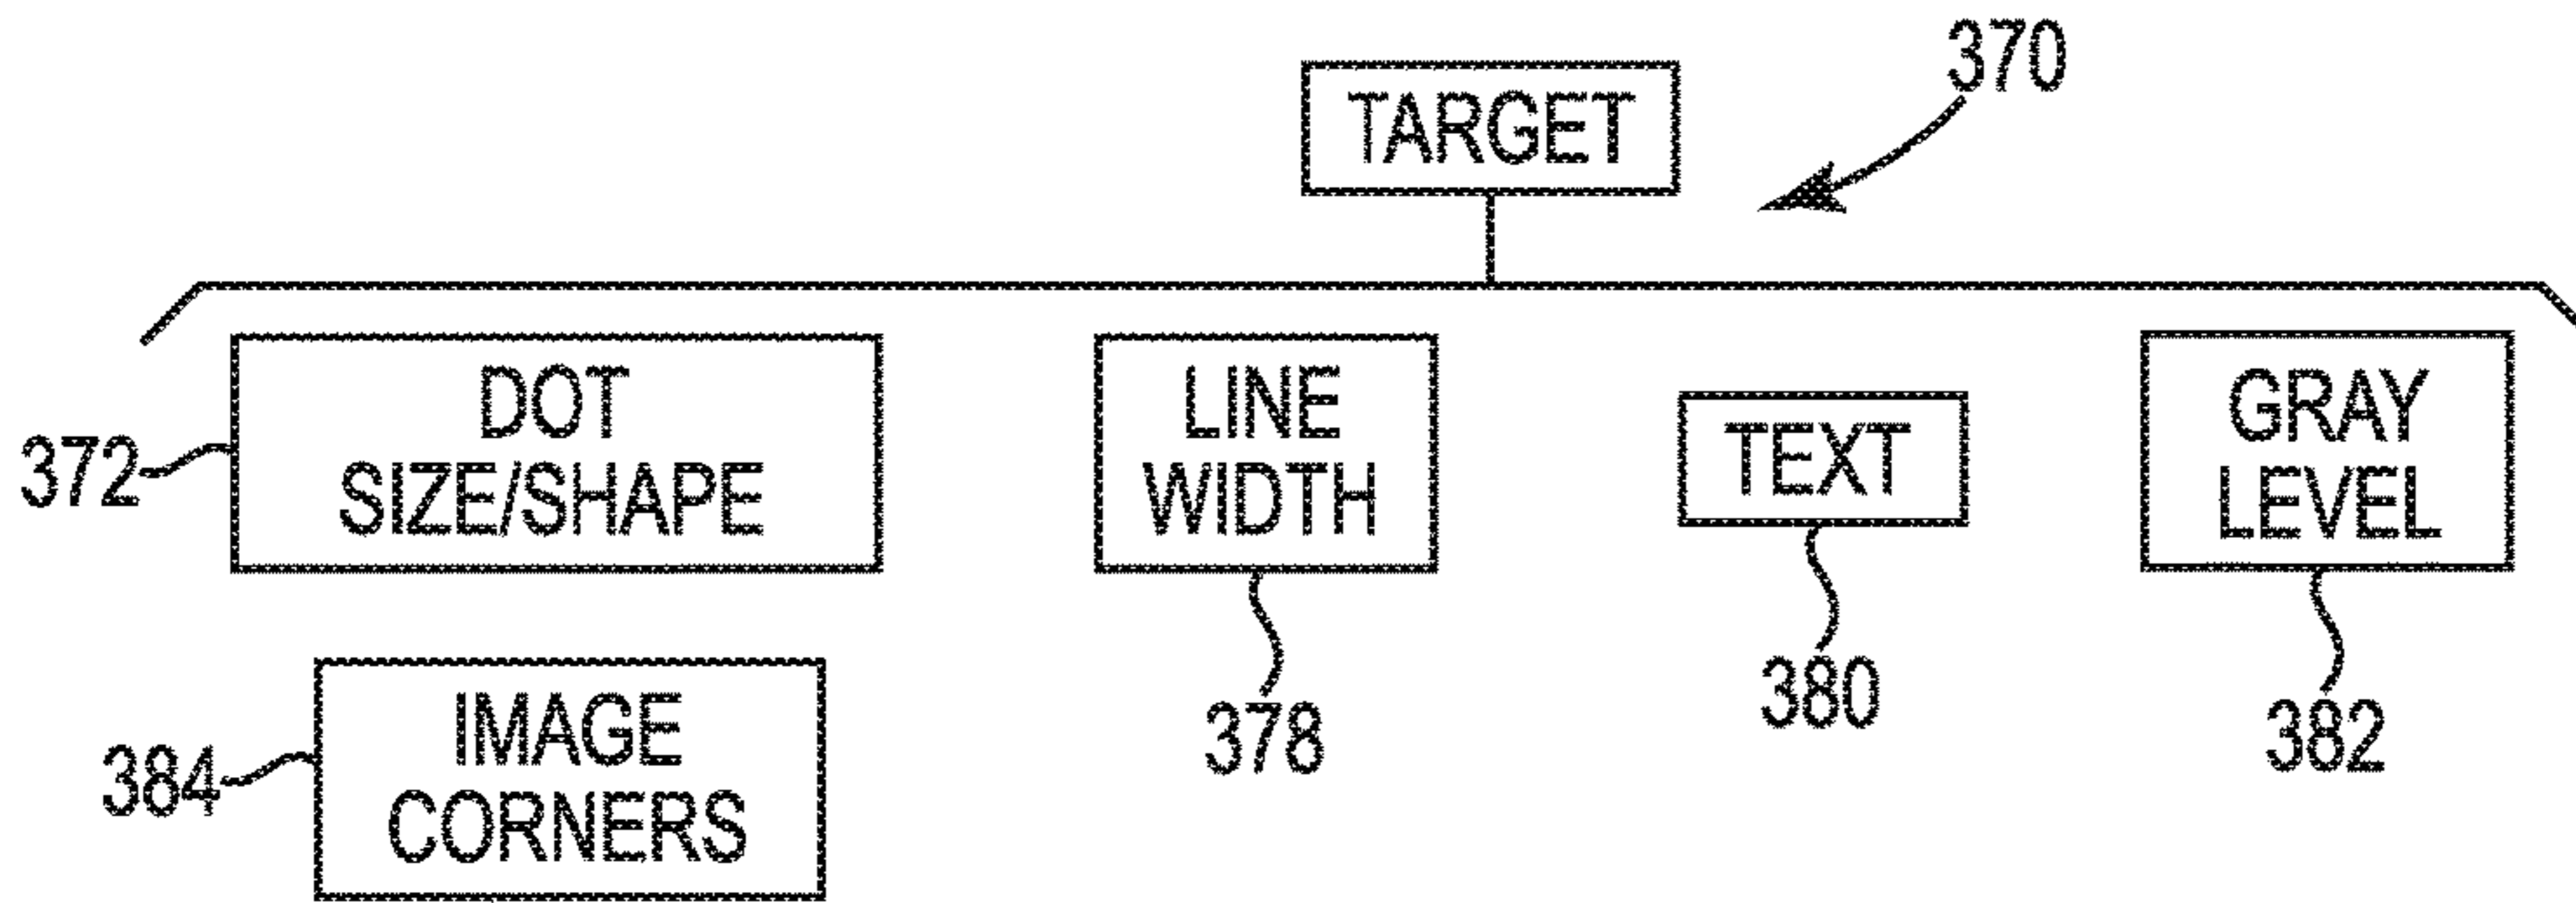 370
TARGET
DOT
SIZE/SHAPE
372
LINE
WIDTH
378
TEXT
380
GRAY
LEVEL
382
IMAGE
CORNERS
384